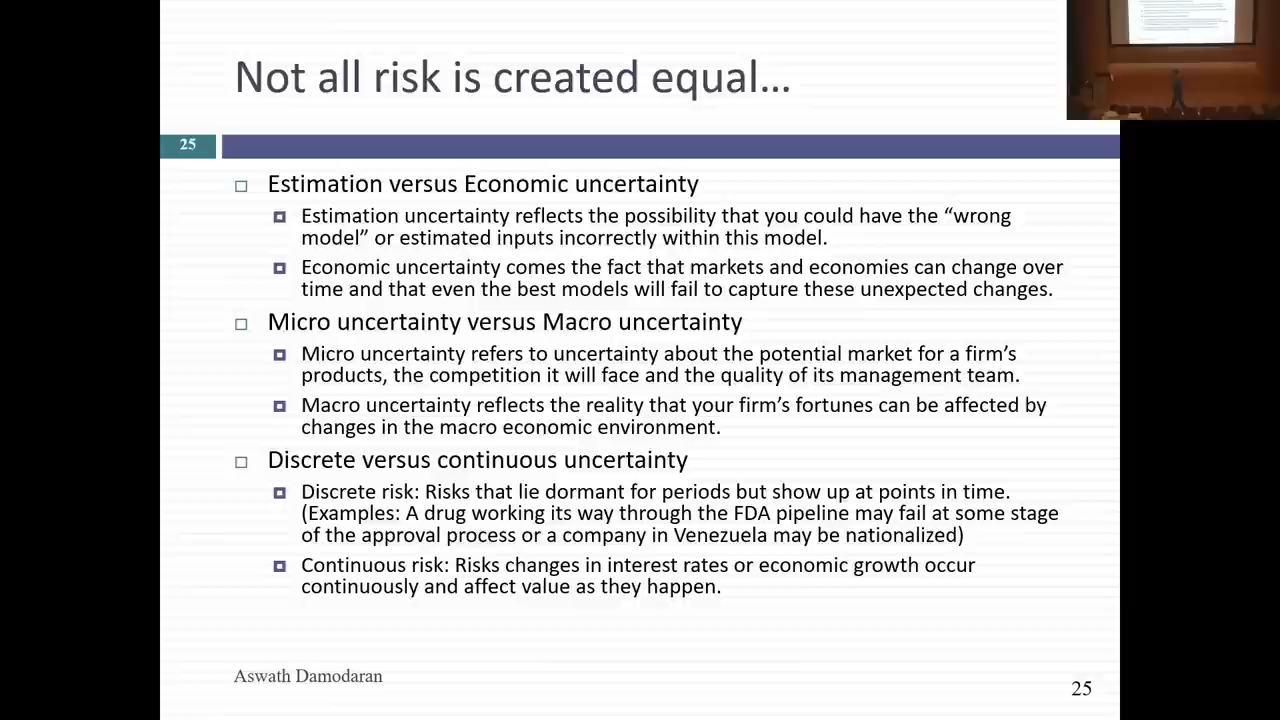 Not all risk is created equal...
25
Estimation versus Economic uncertainty
Estimation uncertainty reflects the possibility that you could have the “wrong
model” or estimated inputs incorrectly within this model.
Economic uncertainty comes the fact that markets and economies can change over
time and that even the best models will fail to capture these unexpected changes.
Micro uncertainty versus Macro uncertainty
Micro uncertainty refers to uncertainty about the potential market for a firm’s
products, the competition it will face and the quality of its management team.
Macro uncertainty reflects the reality that your firm’s fortunes can be affected by
changes in the macro economic environment.
Discrete versus continuous uncertainty
Discrete risk: Risks that lie dormant for periods but show up at points in time.
(Examples: A drug working its way through the FDA pipeline may fail at some stage
of the approval process or a company in Venezuela may be nationalized)
Continuous risk: Risks changes in interest rates or economic growth occur
continuously and affect value as they happen.
Aswath Damodaran
25